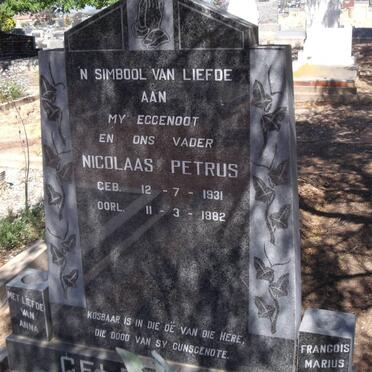 'N SIMBOOL VAN LIEFDE
AAN
MY EGGENOOT
EN ONS VADER
NICOLAAS PETRUS
GEB. 12-7-1931
OORL. 11-3-1982
KOSBAAR IS IN DIE OË VAN DIE HERE,
DIE DOOD VAN SY GUNSGENOTE.
MET LIEFDE
VAN
ANNA
FRANCOIS
MARIUS